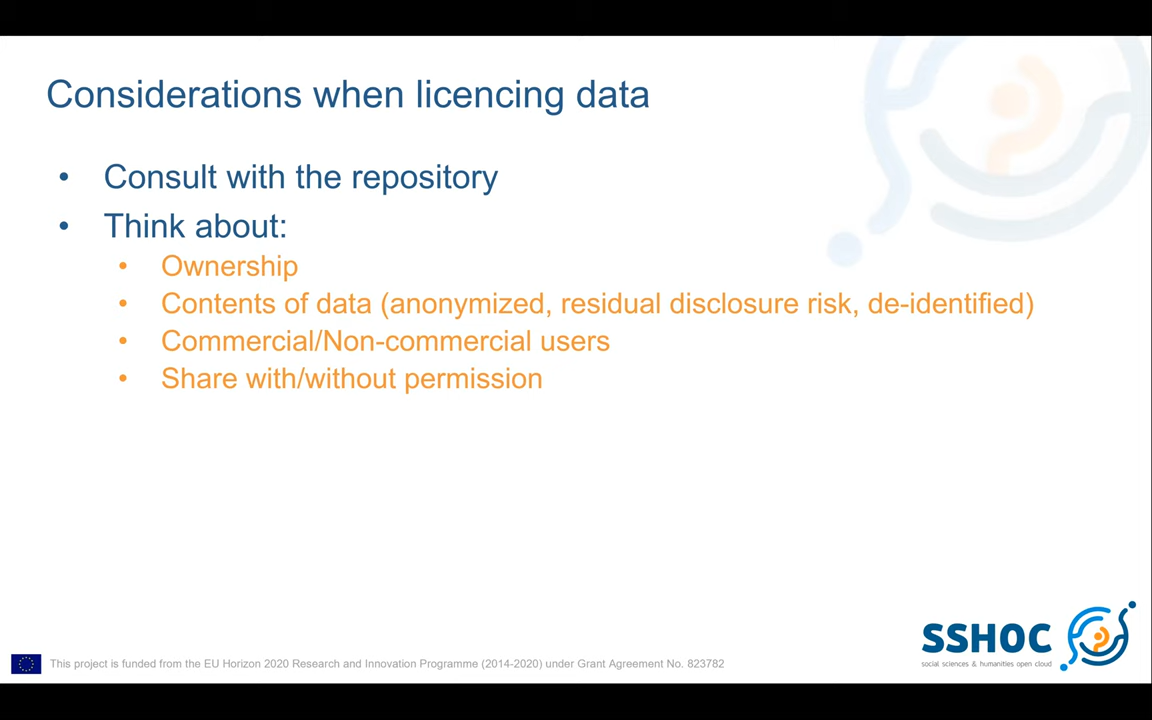 Considerations when licencing data
• Consult with the repository
• Think about:
• Ownership
• Contents of data (anonymized, residual disclosure risk, de-identified)
• Commercial/Non-commercial users
• Share with/without permission
SSHOC
social sciences & humanities open cloud
This project is funded from the EU Horizon 2020 Research and Innovation Programme (2014-2020) under Grant Agreement No. 823782